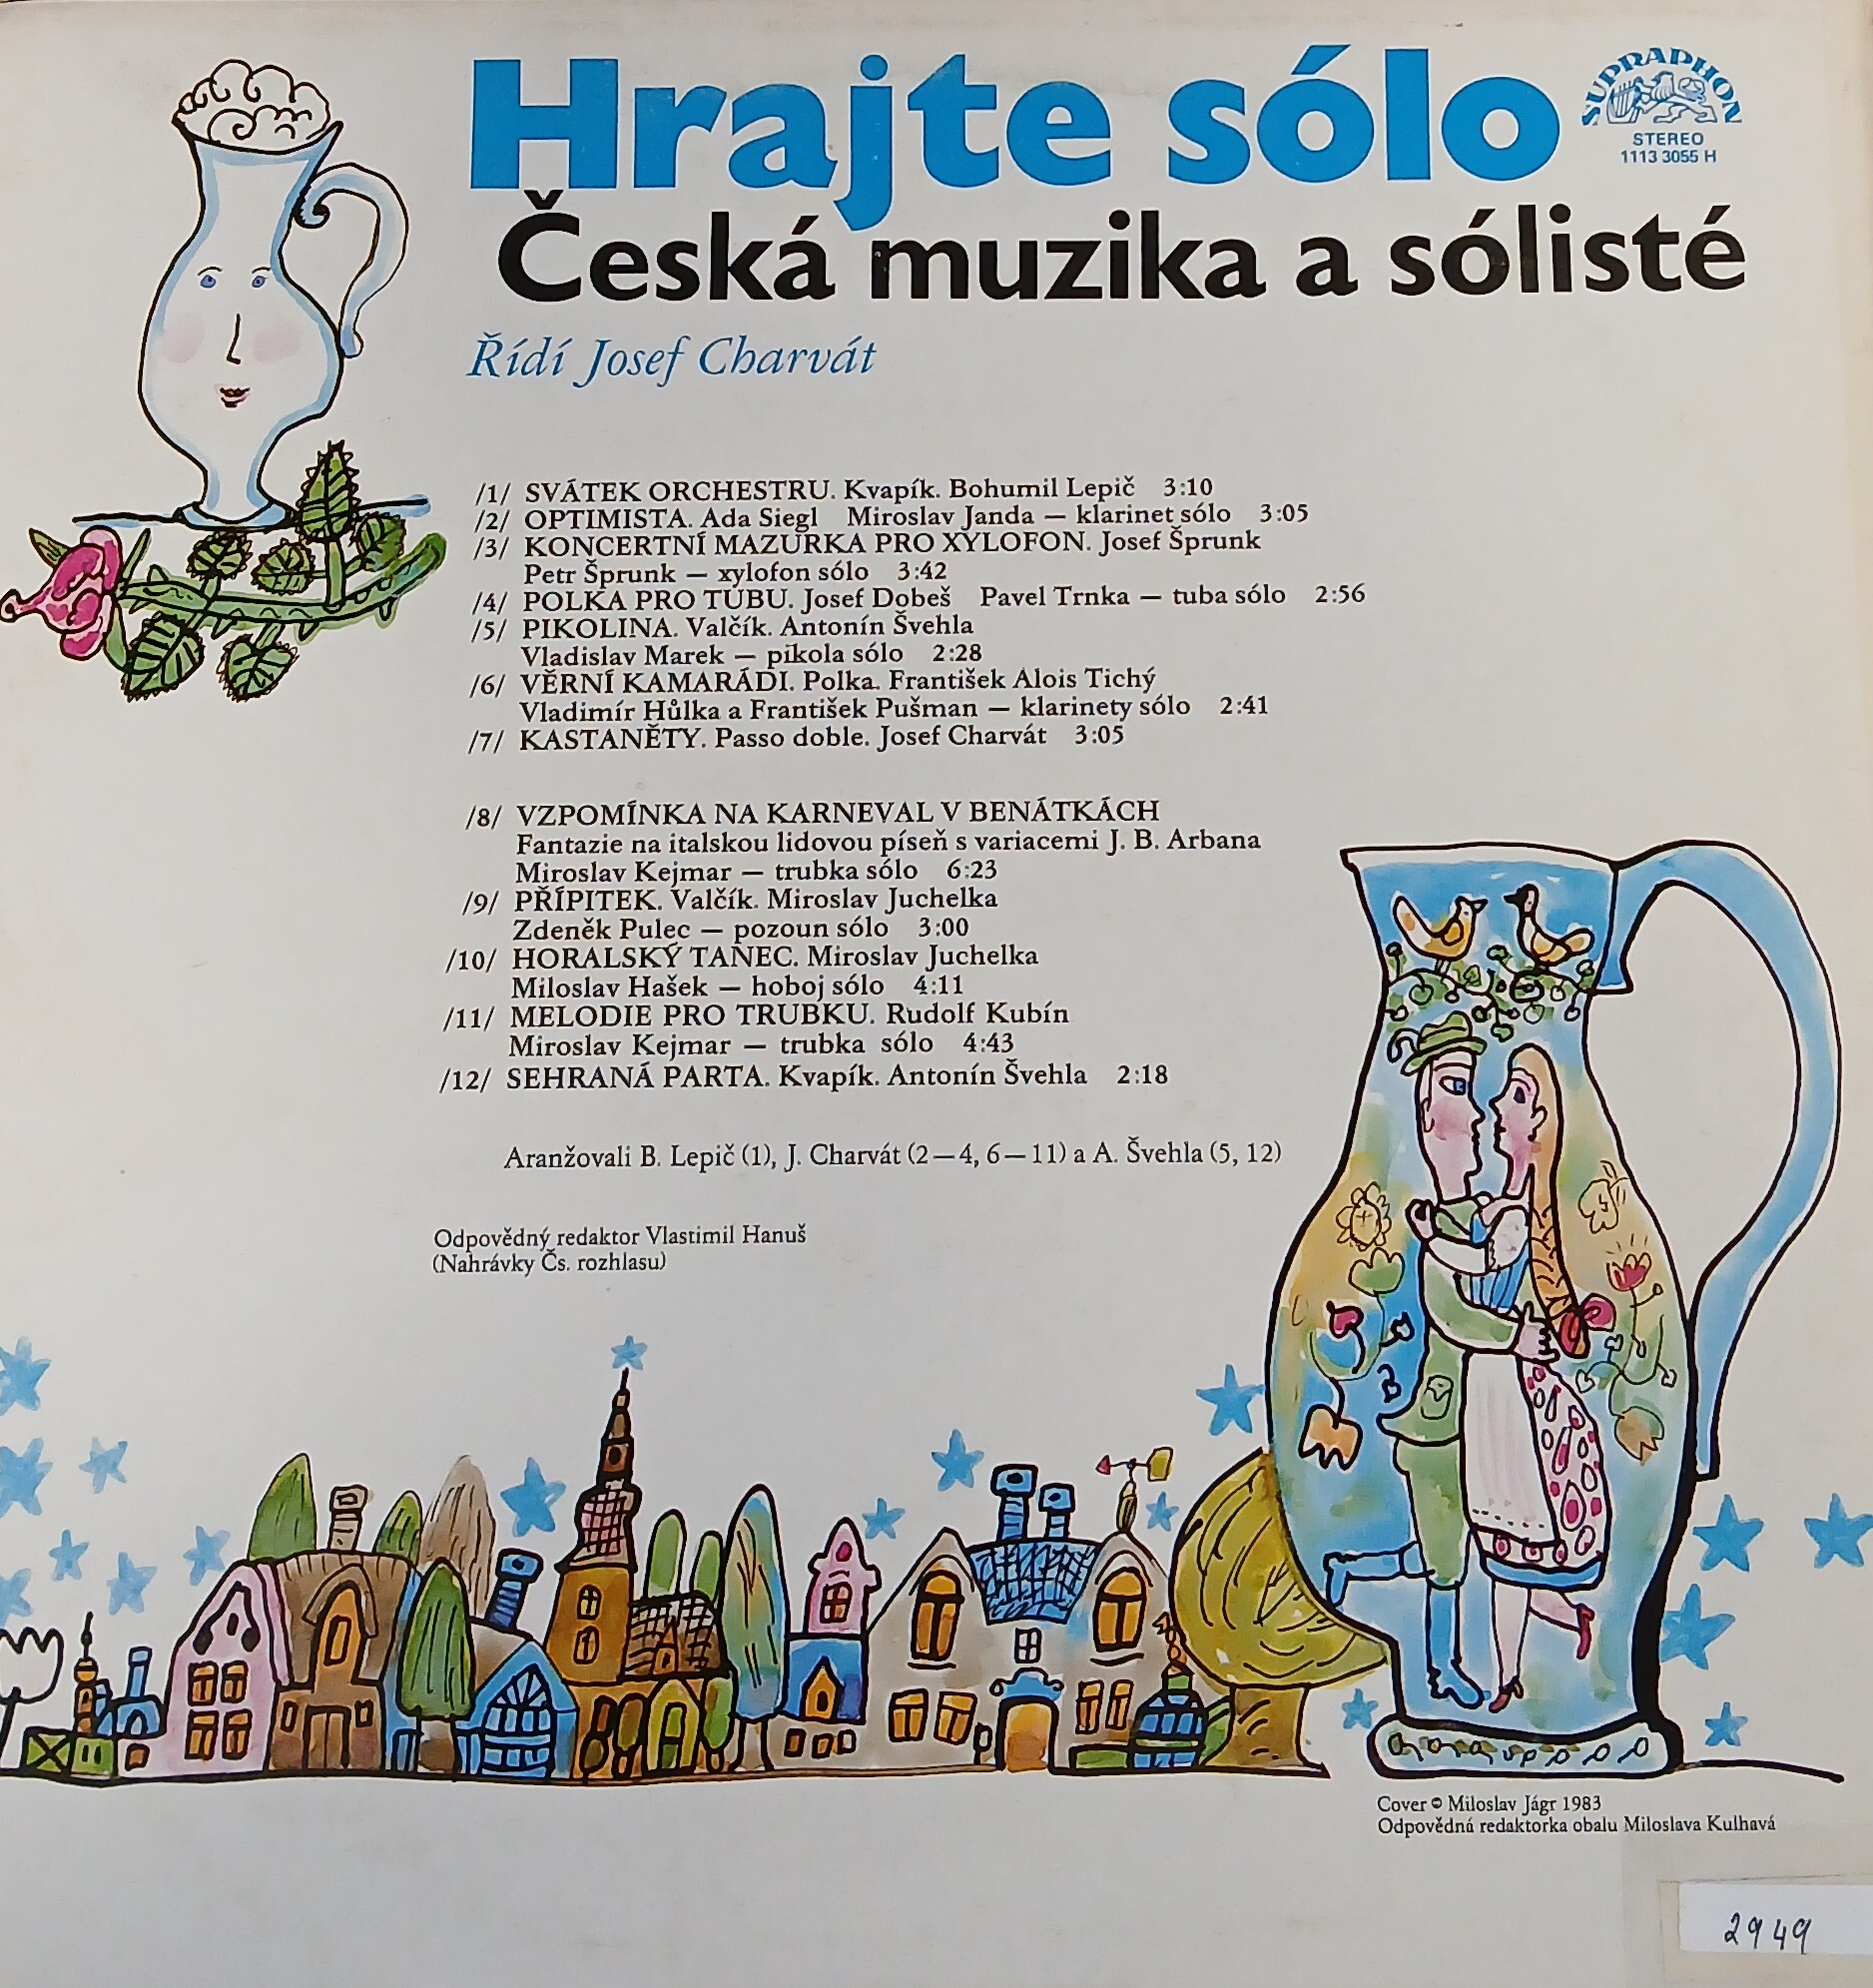 Hrajte sólo
SUPRAPHON
STEREO
1113 3055 H
Česká muzika a sólisté
Řídí Josef Charvát
/1/ SVÁTEK ORCHESTRU. Kvapík. Bohumil Lepič 3:10
/2/ OPTIMISTA. Ada Siegl Miroslav Janda — klarinet sólo 3:05
/3/ KONCERTNÍ MAZURKA PRO XYLOFON. Josef Šprunk
Petr Šprunk — xylofon sólo 3:42
/4/ POLKA PRO TUBU. Josef Dobeš Pavel Trnka — tuba sólo 2:56
/5/ PIKOLINA. Valčík. Antonín Švehla
Vladislav Marek — pikola sólo 2:28
/6/ VĚRNÍ KAMARÁDI. Polka. František Alois Tichý
Vladimír Hůlka a František Pušman — klarinety sólo 2:41
/7/ KASTANĚTY. Passo doble. Josef Charvát 3:05
/8/ VZPOMÍNKA NA KARNEVAL V BENÁTKÁCH
Fantazie na italskou lidovou píseň s variacemi J. B. Arbana
Miroslav Kejmar — trubka sólo 6:23
/9/ PŘÍPITEK. Valčík. Miroslav Juchelka
Zdeněk Pulec — pozoun sólo 3:00
/10/ HORALSKÝ TANEC. Miroslav Juchelka
Miloslav Hašek — hoboj sólo 4:11
/11/ MELODIE PRO TRUBKU. Rudolf Kubín
Miroslav Kejmar — trubka sólo 4:43
/12/ SEHRANÁ PARTA. Kvapík. Antonín Švehla 2:18
Aranžovali B. Lepič (1), J. Charvát (2—4, 6—11) a A. Švehla (5, 12)
Odpovědný redaktor Vlastimil Hanuš
(Nahrávky Čs. rozhlasu)
Cover © Miloslav Jágr 1983
Odpovědná redaktorka obalu Miloslava Kulhavá
2949